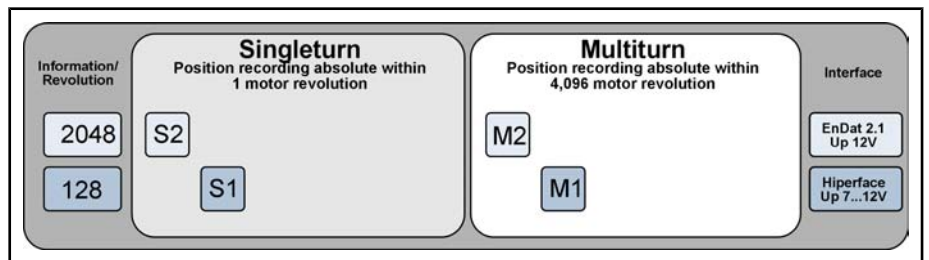 Information/
Revolution
Singleturn
Position recording absolute within
1 motor revolution
Multiturn
Position recording absolute within
4,096 motor revolution
Interface
2048
S2
M2
EnDat 2.1
Up 12V
128
S1
M1
Hiperface
Up 7...12V